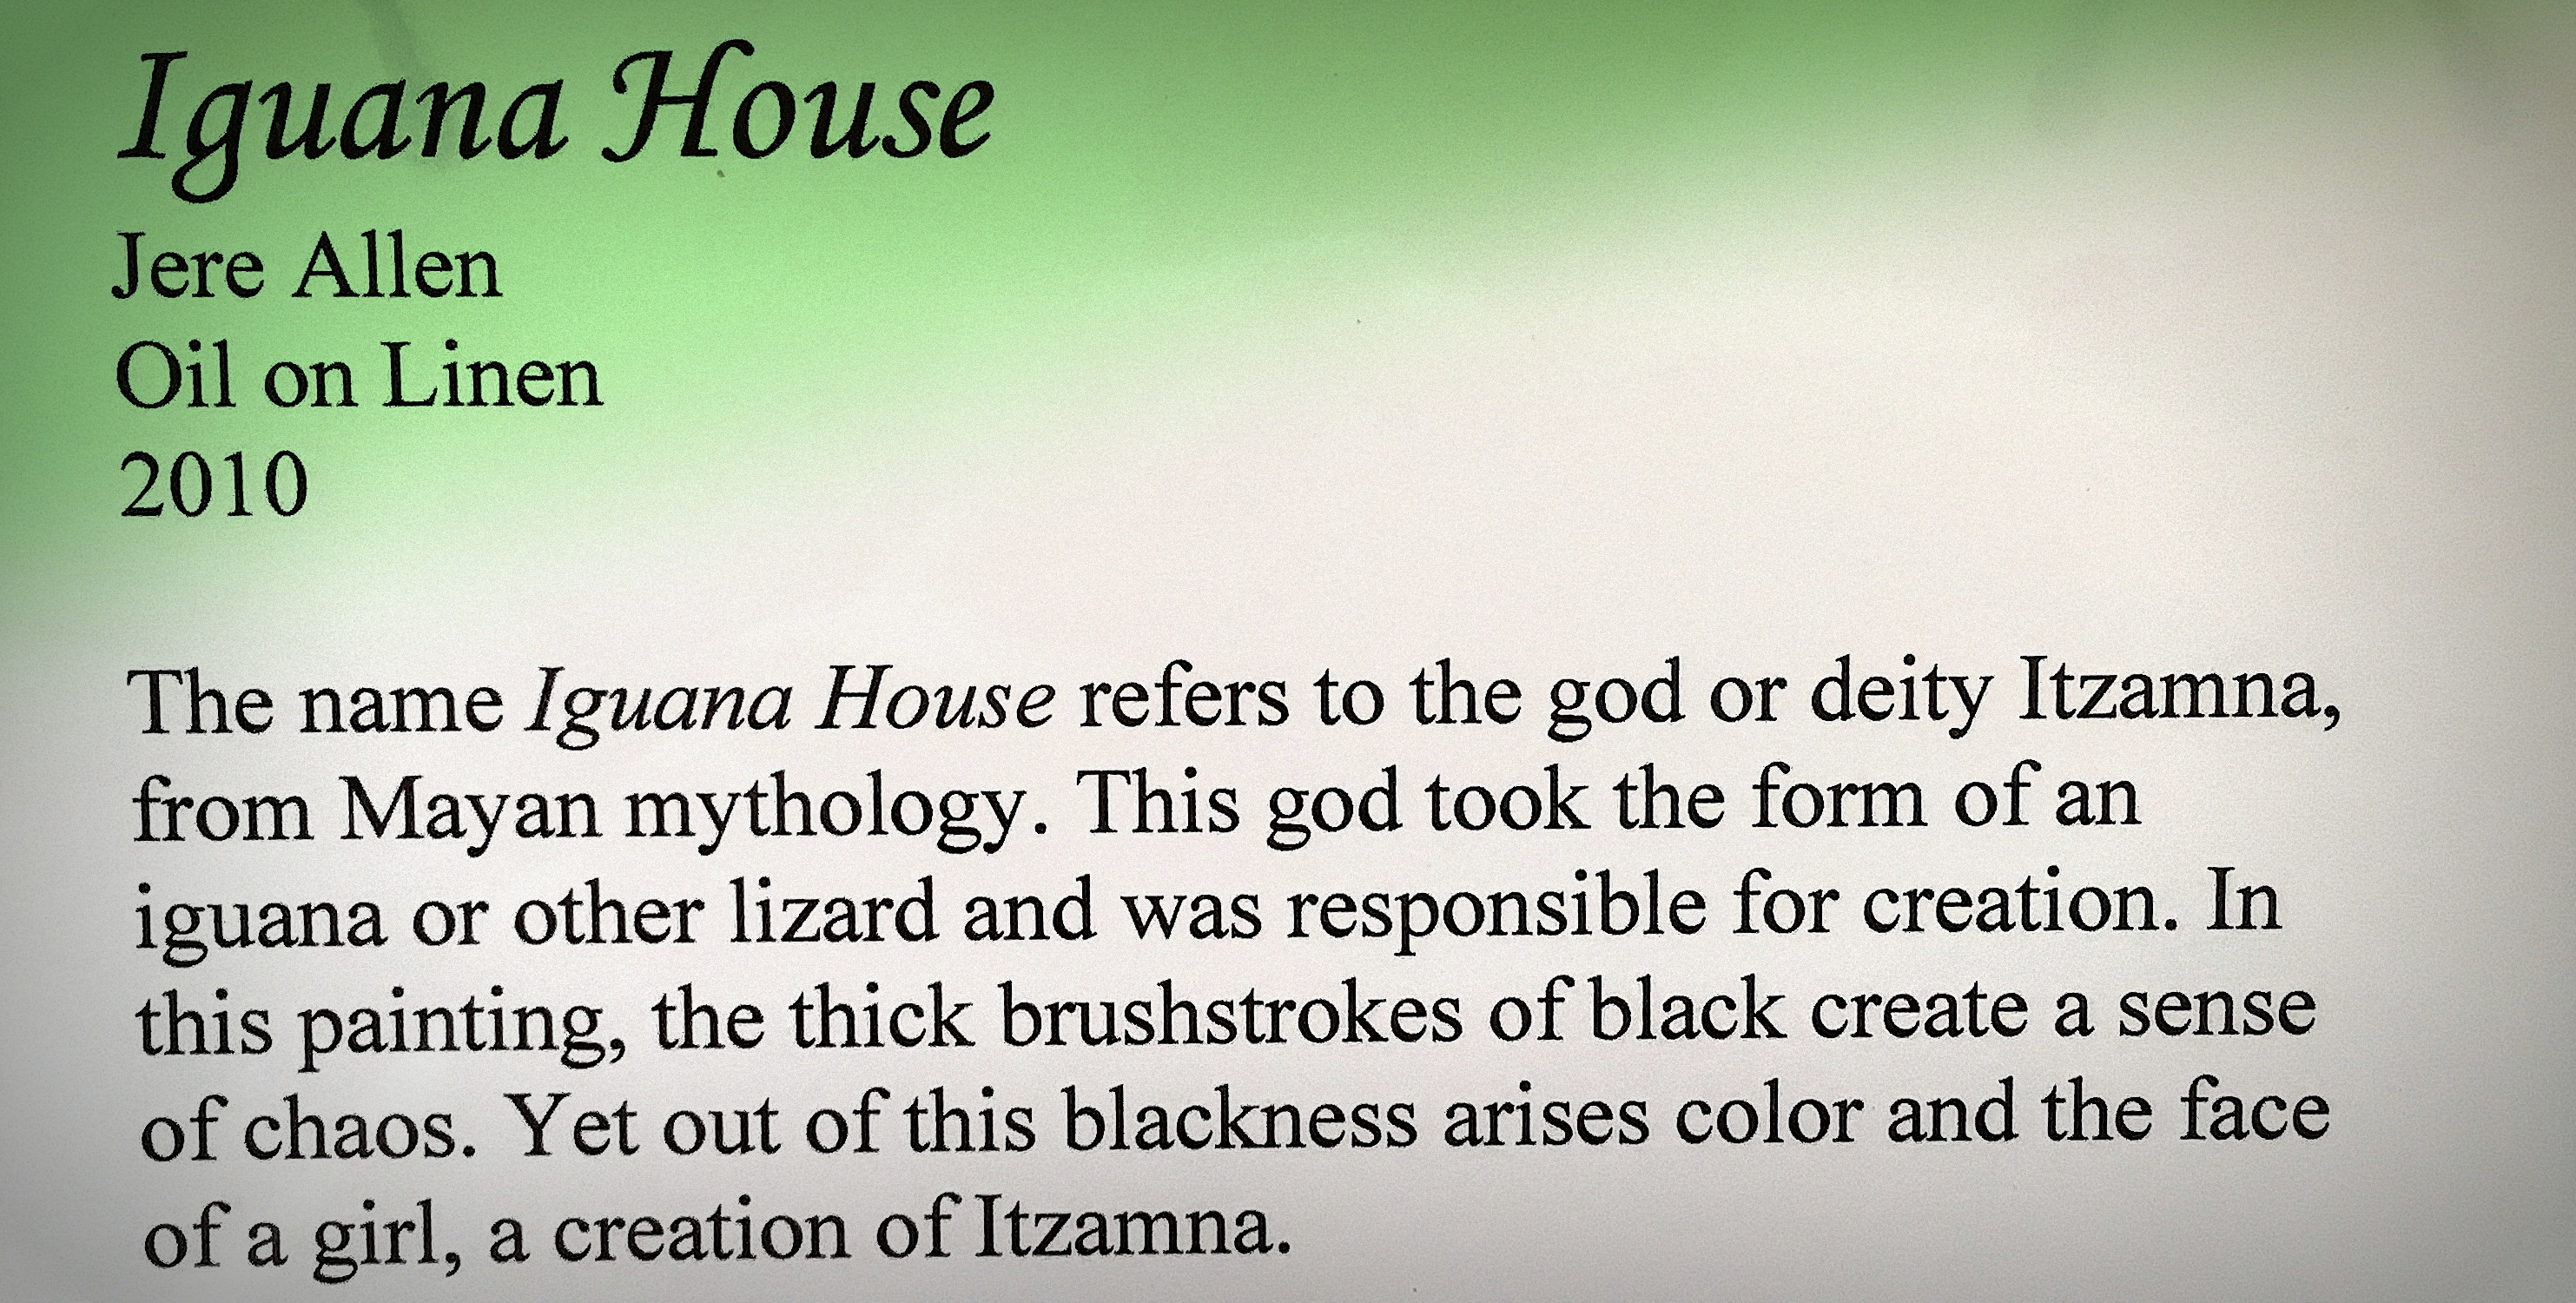 Iguana House
Jere Allen
Oil on Linen
2010
The name Iguana House refers to the god or deity Itzamna,
from Mayan mythology. This god took the form of an
iguana or other lizard and was responsible for creation. In
this painting, the thick brushstrokes of black create a sense
of chaos. Yet out of this blackness arises color and the face
of a girl, a creation of Itzamna.